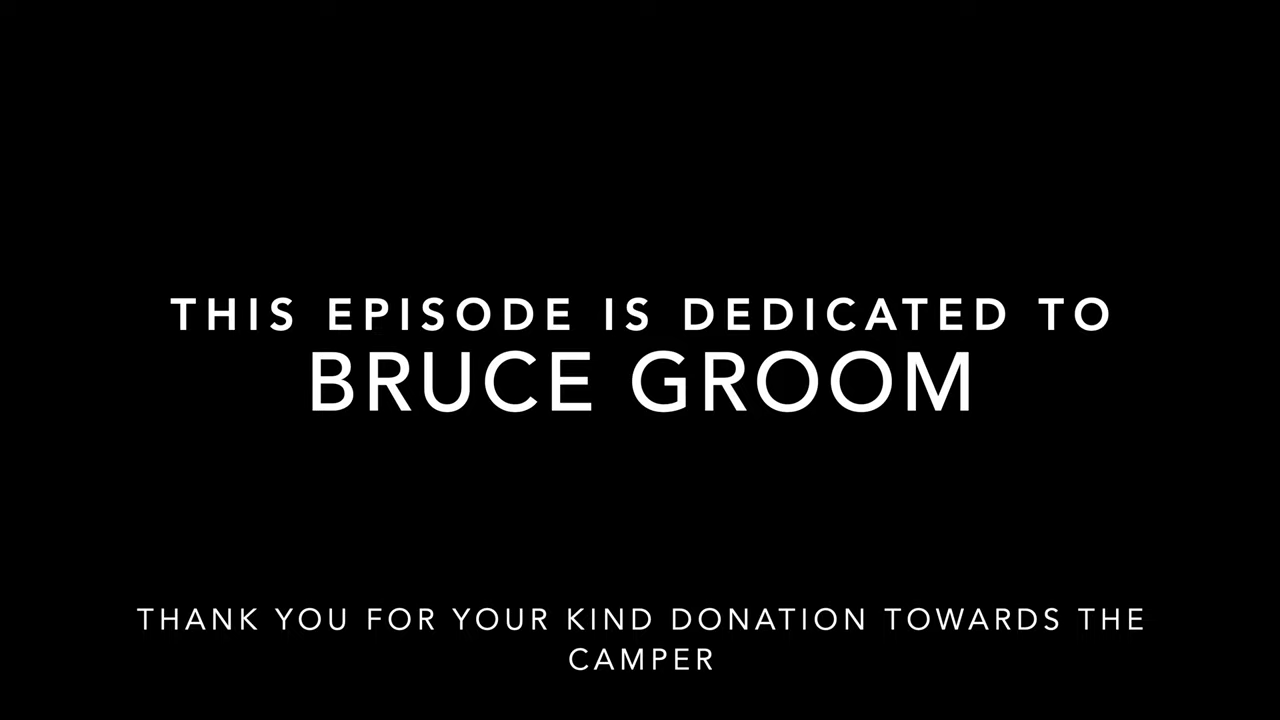 THIS EPISODE IS DEDICATED TO
BRUCE GROOM
THANK YOU FOR YOUR KIND DONATION TOWARDS THE
CAMPER